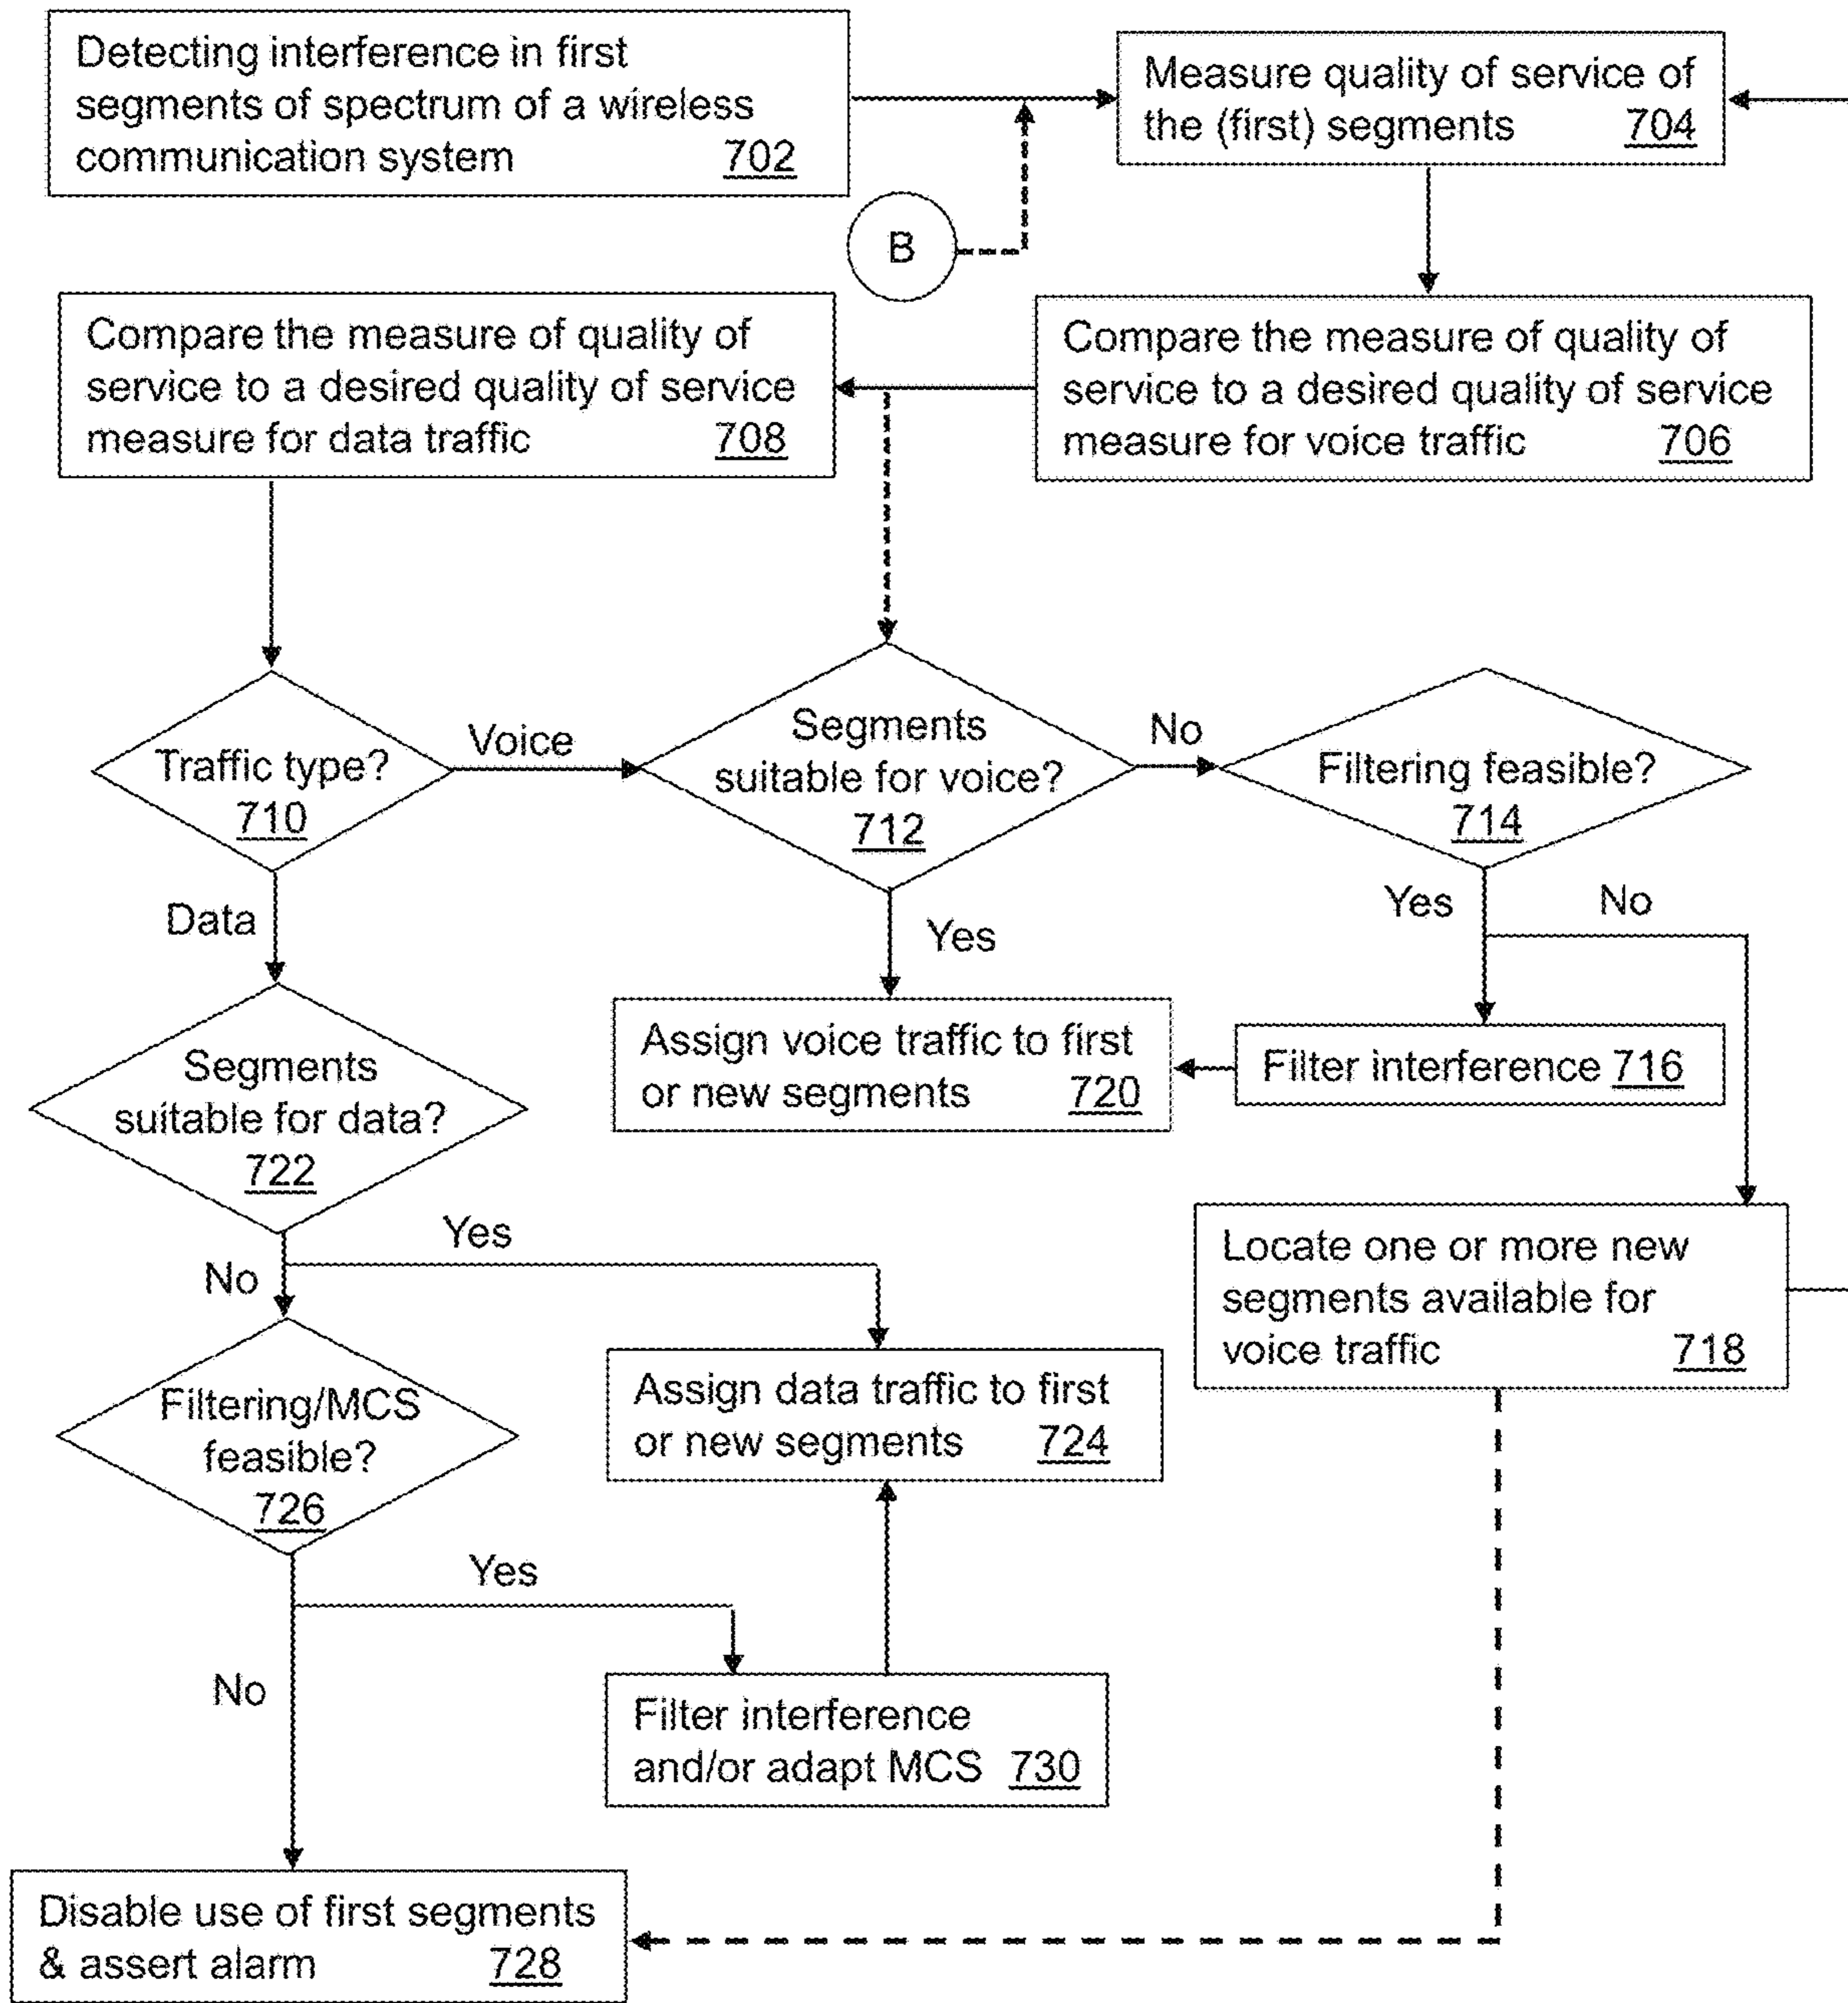 Detecting interference in first
segments of spectrum of a wireless
communication system 702
Measure quality of service of
the (first) segments 704
B
Compare the measure of quality of
service to a desired quality of service
measure for data traffic 708
Compare the measure of quality of
service to a desired quality of service
measure for voice traffic 706
Traffic type?
710
Voice
Segments
suitable for voice?
712
No
Filtering feasible?
714
Data
Yes
Yes
No
Segments
suitable for data?
722
Assign voice traffic to first
or new segments 720
Filter interference 716
Yes
No
Locate one or more new
segments available for
voice traffic 718
Filtering/MCS
feasible?
726
Assign data traffic to first
or new segments 724
Yes
No
Filter interference
and/or adapt MCS 730
Disable use of first segments
& assert alarm 728